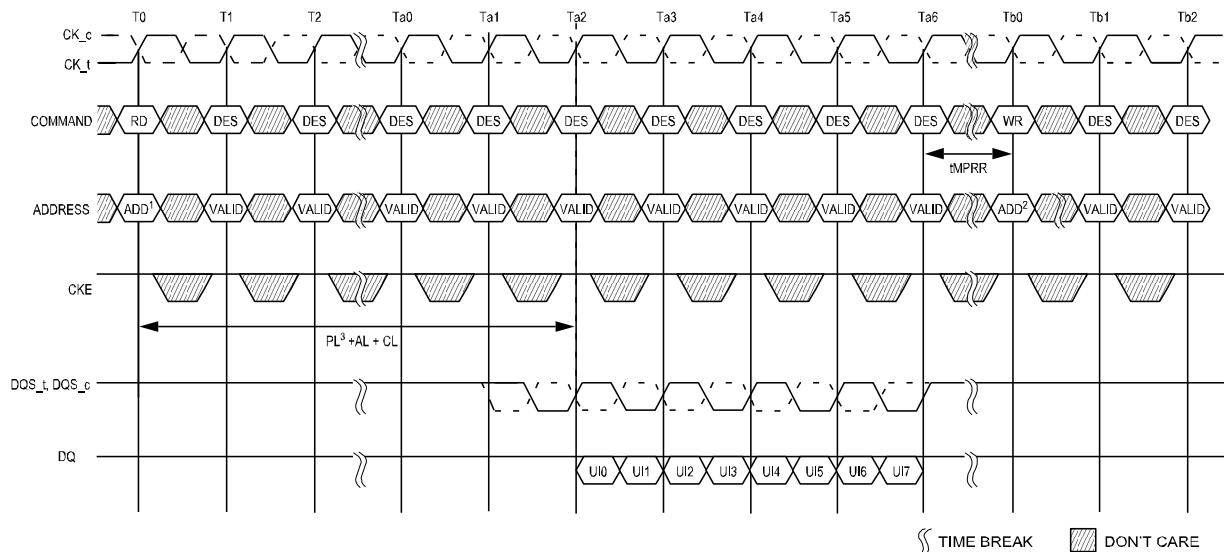 T0 T1 T2 Ta0 Ta1 Ta2 Ta3 Ta4 Ta5 Ta6 Tb0 Tb1 Tb2
CK_c
CK_t
COMMAND RD DES DES DES DES DES DES DES DES DES WR DES DES
tMPRR
ADDRESS ADD1 VALID VALID VALID VALID VALID VALID VALID VALID VALID ADD2 VALID VALID
CKE
PL3 +AL + CL
DQS_t, DQS_c
DQ UI0 UI1 UI2 UI3 UI4 UI5 UI6 UI7
TIME BREAK DON'T CARE